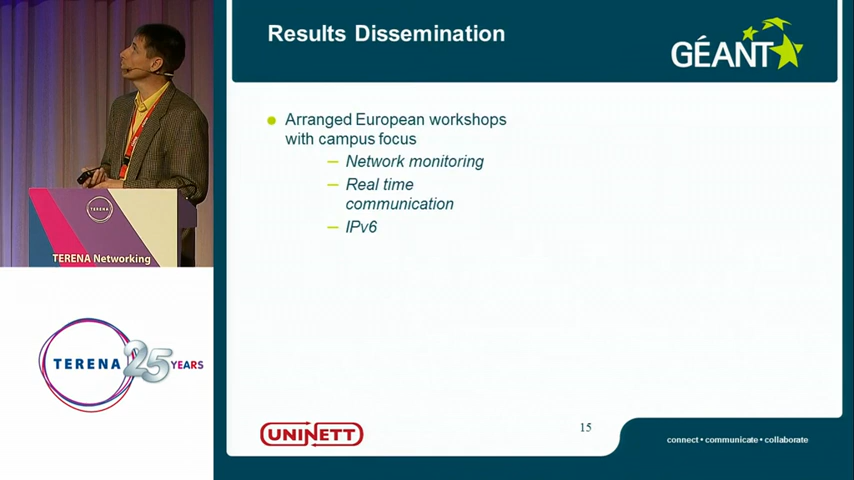 Results Dissemination
GÉANT
Arranged European workshops
with campus focus
– Network monitoring
– Real time
communication
– IPv6
TERENA
TERENA Networking
TERENA 25 YEARS
UNINETT
15
connect • communicate • collaborate